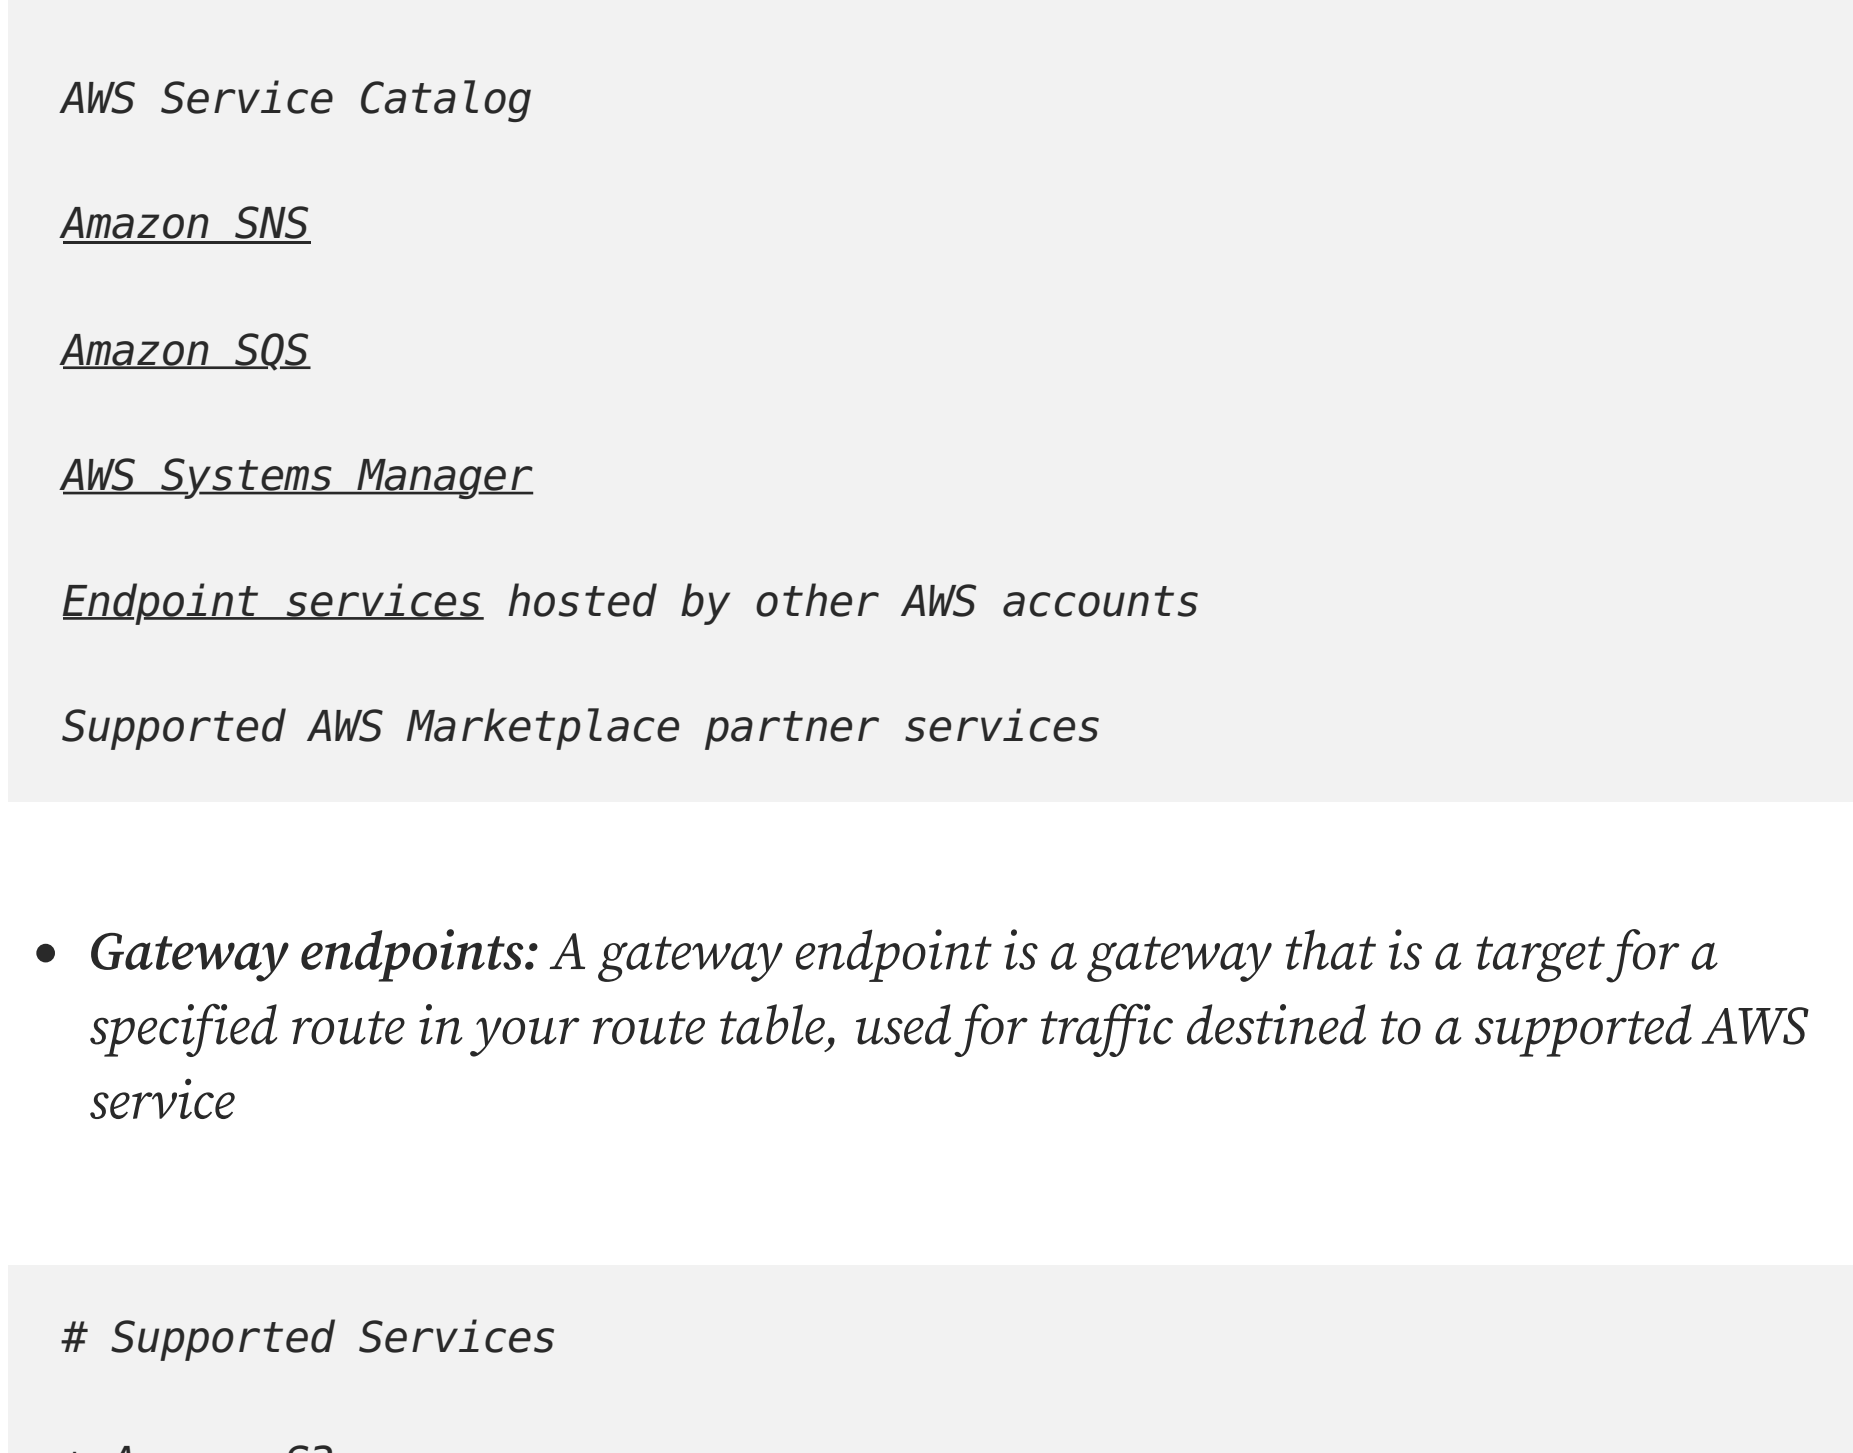 AWS Service Catalog
Amazon SNS
Amazon SQS
AWS Systems Manager
Endpoint services hosted by other AWS accounts
Supported AWS Marketplace partner services
• Gateway endpoints: A gateway endpoint is a gateway that is a target for a
specified route in your route table, used for traffic destined to a supported AWS
service
# Supported Services